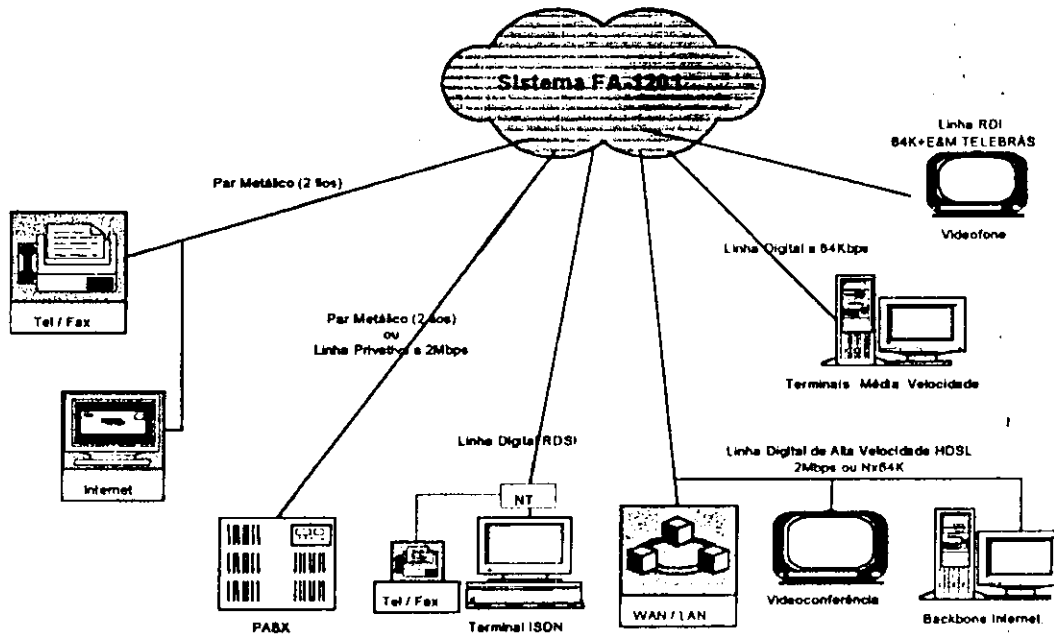 Sistema FA-1201
Linha RDI
64K+E&M TELEBRÁS
Videofone
Par Metálico (2 fios)
Tel / Fax
Internet
Linha Digital a 64Kbps
Terminais Média Velocidade
Par Metálico (2 fios)
ou
Linha Privativa a 2Mbps
Linha Digital RDSI
Linha Digital de Alta Velocidade HDSL
2Mbps ou Nx64K
NT
PABX
Tel / Fax
Terminal ISDN
WAN / LAN
Videoconferência
Backbone Internet